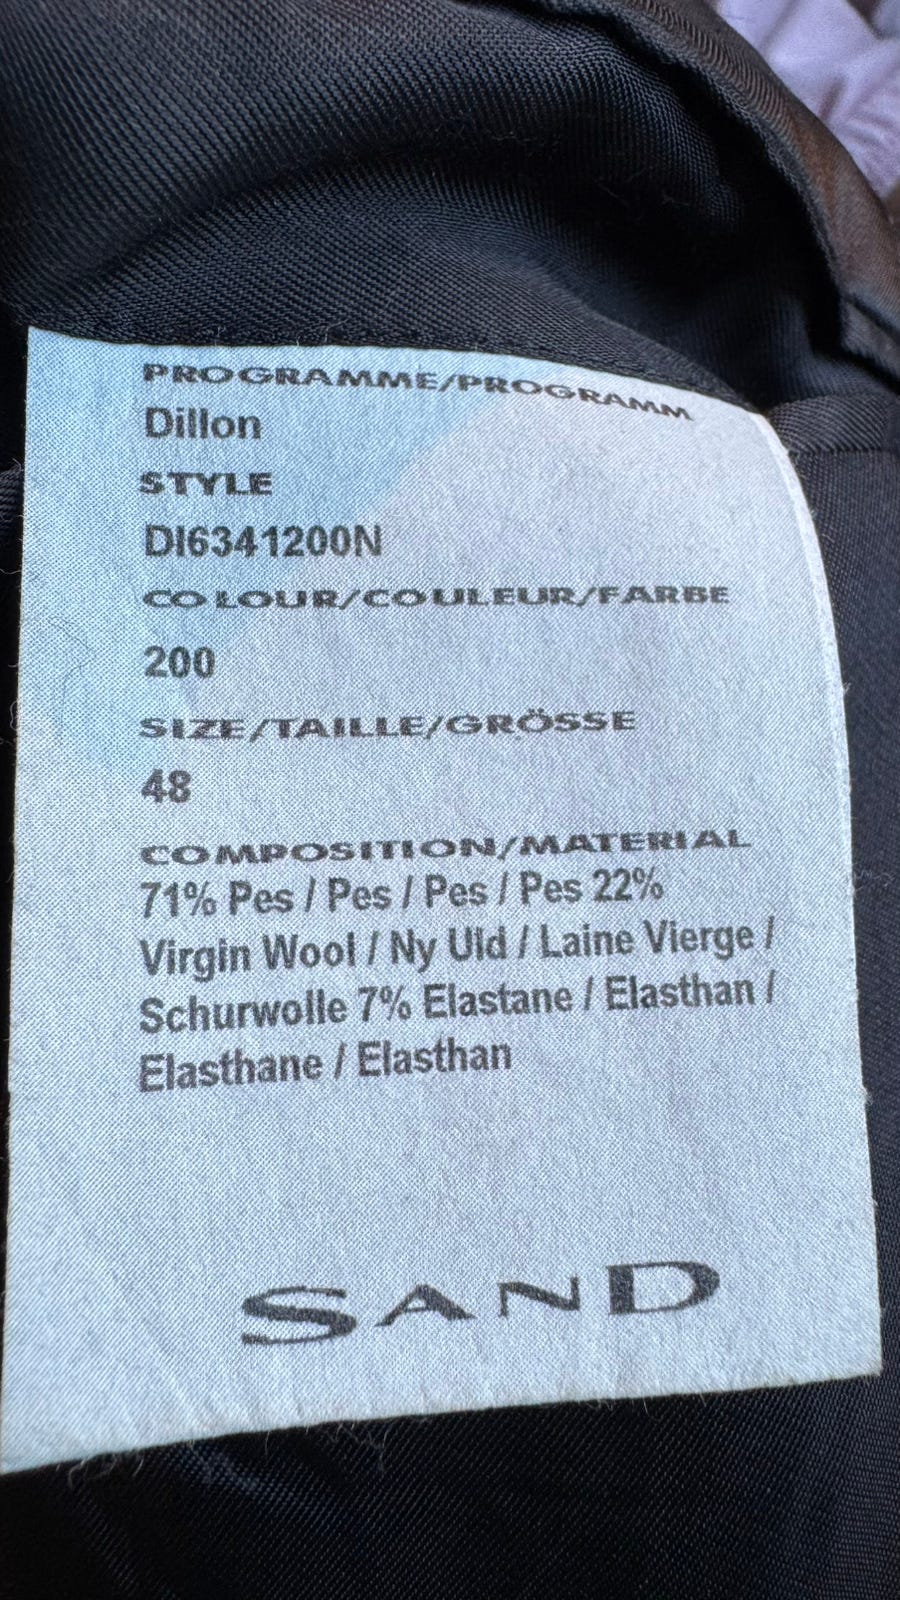 PROGRAMME/PROGRAMM
Dillon
STYLE
DI6341200N
COLOUR/COULEUR/FARBE
200
SIZE/TAILLE/GRÖSSE
48
COMPOSITION/MATERIAL
71% Pes / Pes / Pes / Pes 22%
Virgin Wool / Ny Uld / Laine Vierge /
Schurwolle 7% Elastane / Elasthan /
Elasthane / Elasthan
SAND